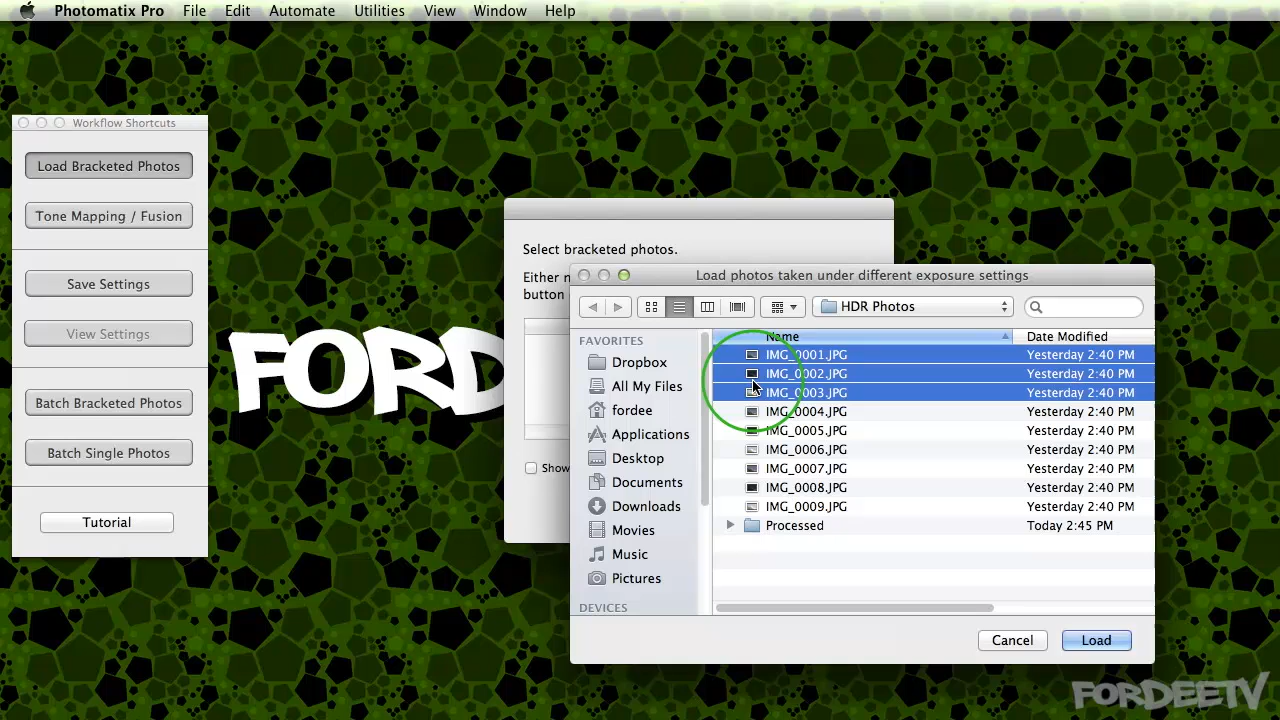 Photomatix Pro File Edit Automate Utilities View Window Help
Workflow Shortcuts
Load Bracketed Photos
Tone Mapping / Fusion
Save Settings
View Settings
Batch Bracketed Photos
Batch Single Photos
Tutorial
FORD
Select bracketed photos.
Either
button
Show
Load photos taken under different exposure settings
HDR Photos
FAVORITES
Dropbox
All My Files
fordee
Applications
Desktop
Documents
Downloads
Movies
Music
Pictures
DEVICES
Name Date Modified
IMG_0001.JPG Yesterday 2:40 PM
IMG_0002.JPG Yesterday 2:40 PM
IMG_0003.JPG Yesterday 2:40 PM
IMG_0004.JPG Yesterday 2:40 PM
IMG_0005.JPG Yesterday 2:40 PM
IMG_0006.JPG Yesterday 2:40 PM
IMG_0007.JPG Yesterday 2:40 PM
IMG_0008.JPG Yesterday 2:40 PM
IMG_0009.JPG Yesterday 2:40 PM
Processed Today 2:45 PM
Cancel Load
FORDEETV